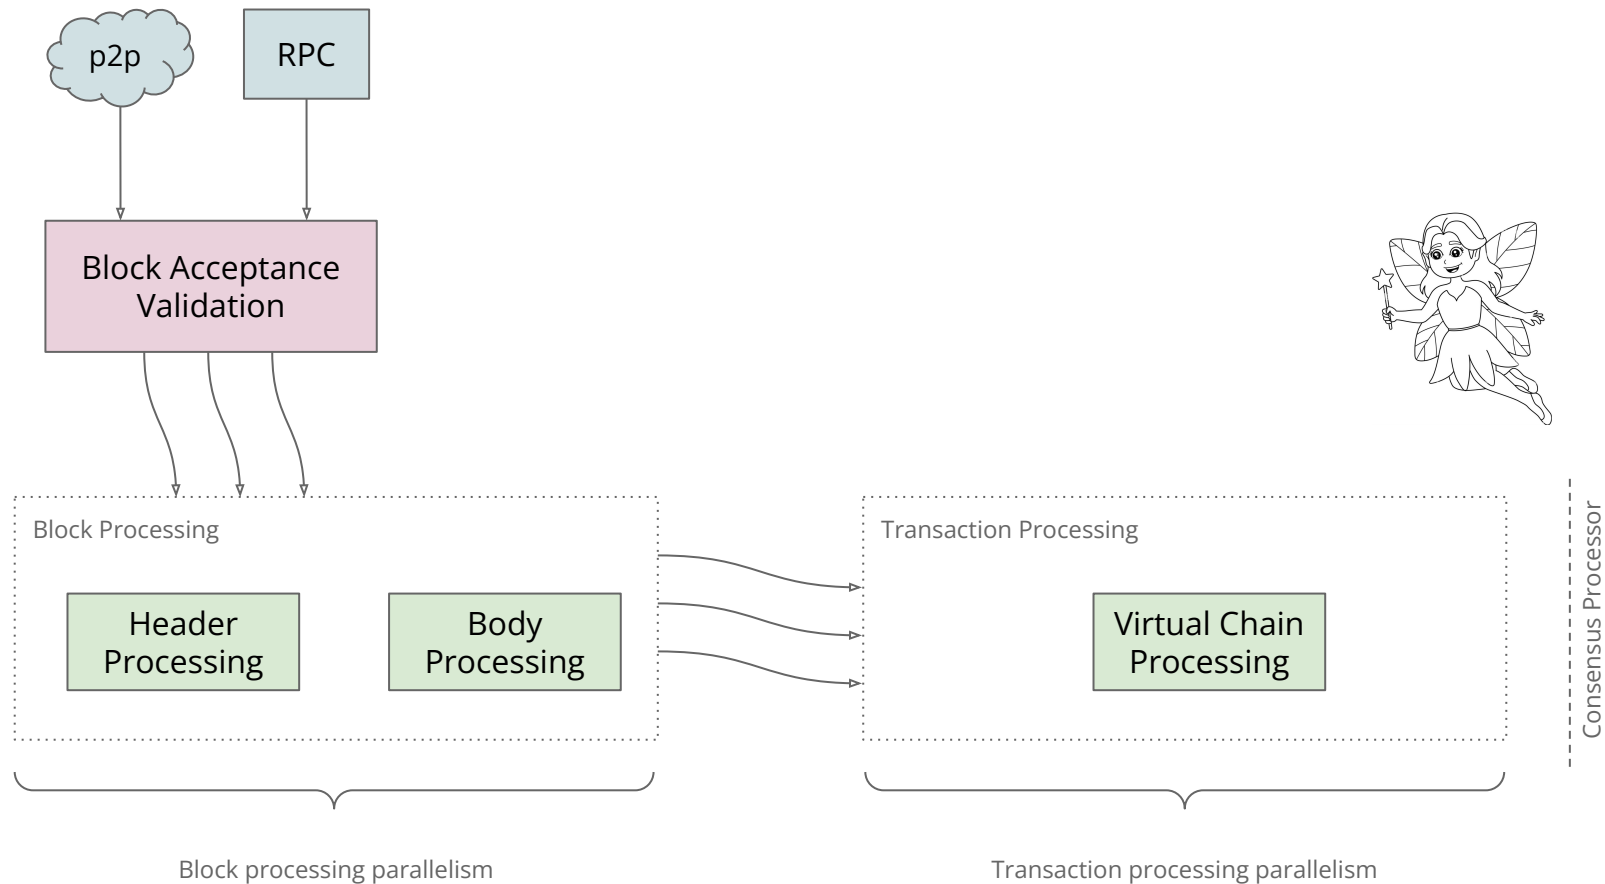 p2p
RPC
Block Acceptance
Validation
Block Processing
Transaction Processing
Header
Processing
Body
Processing
Virtual Chain
Processing
Consensus Processor
Block processing parallelism
Transaction processing parallelism